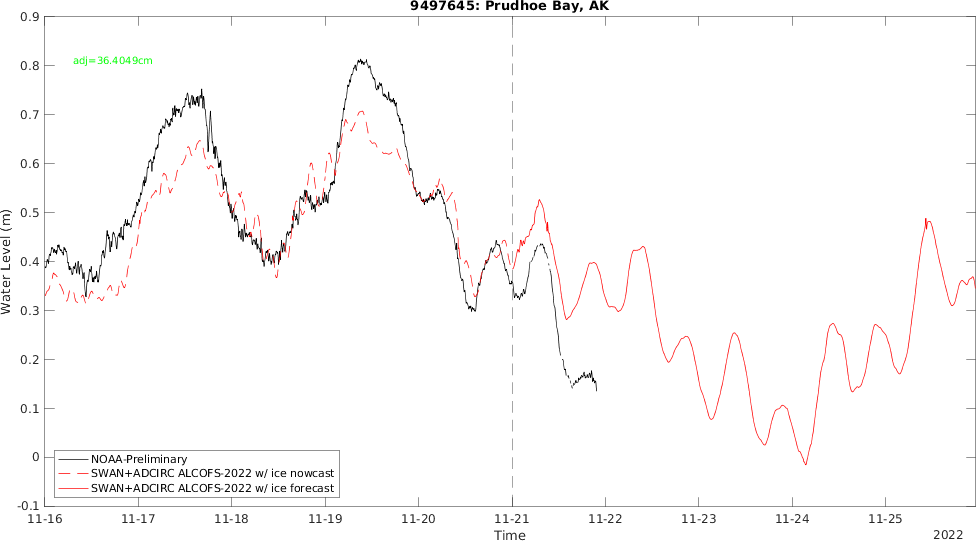 9497645: Prudhoe Bay, AK
adj=36.4049cm
Water Level (m)
0.9
0.8
0.7
0.6
0.5
0.4
0.3
0.2
0.1
0
-0.1
NOAA-Preliminary
SWAN+ADCIRC ALCOFS-2022 w/ ice nowcast
SWAN+ADCIRC ALCOFS-2022 w/ ice forecast
11-16 11-17 11-18 11-19 11-20 11-21 11-22 11-23 11-24 11-25
Time
2022